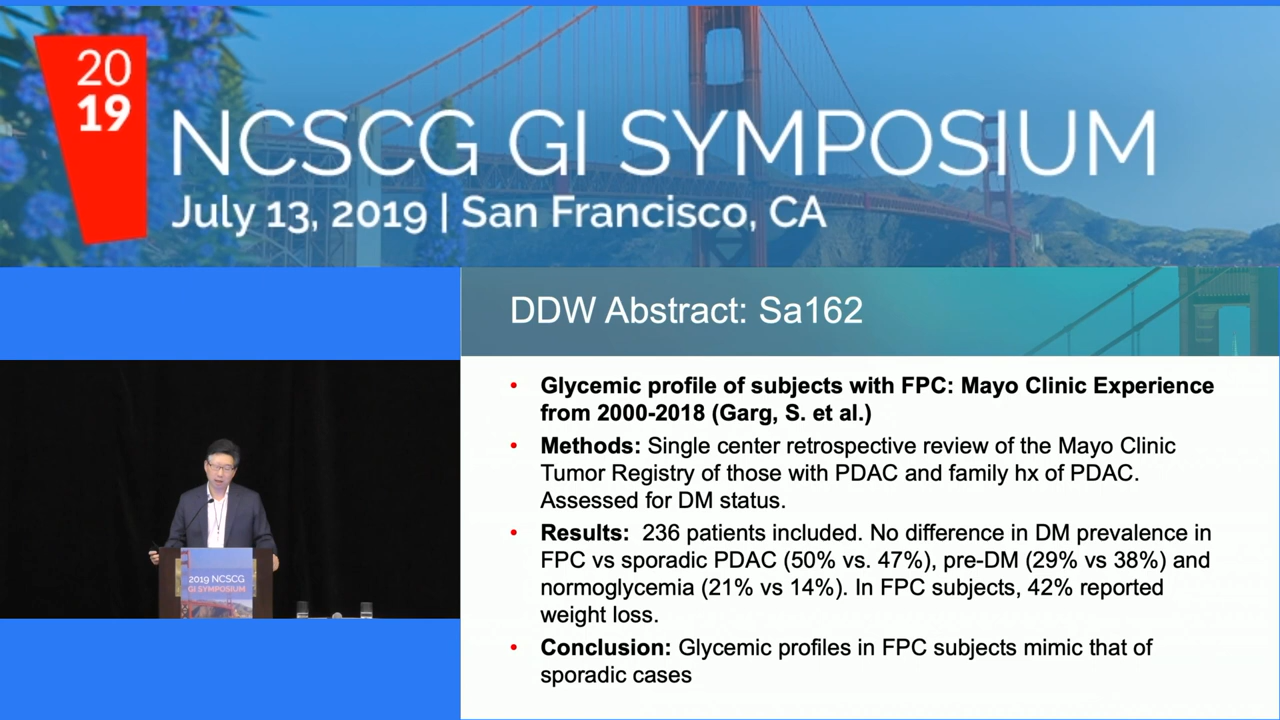 20
19
NCSCG GI SYMPOSIUM
July 13, 2019 | San Francisco, CA
DDW Abstract: Sa162
• Glycemic profile of subjects with FPC: Mayo Clinic Experience
from 2000-2018 (Garg, S. et al.)
• Methods: Single center retrospective review of the Mayo Clinic
Tumor Registry of those with PDAC and family hx of PDAC.
Assessed for DM status.
• Results: 236 patients included. No difference in DM prevalence in
FPC vs sporadic PDAC (50% vs. 47%), pre-DM (29% vs 38%) and
normoglycemia (21% vs 14%). In FPC subjects, 42% reported
weight loss.
• Conclusion: Glycemic profiles in FPC subjects mimic that of
sporadic cases
2019 NCSCG
GI SYMPOSIUM